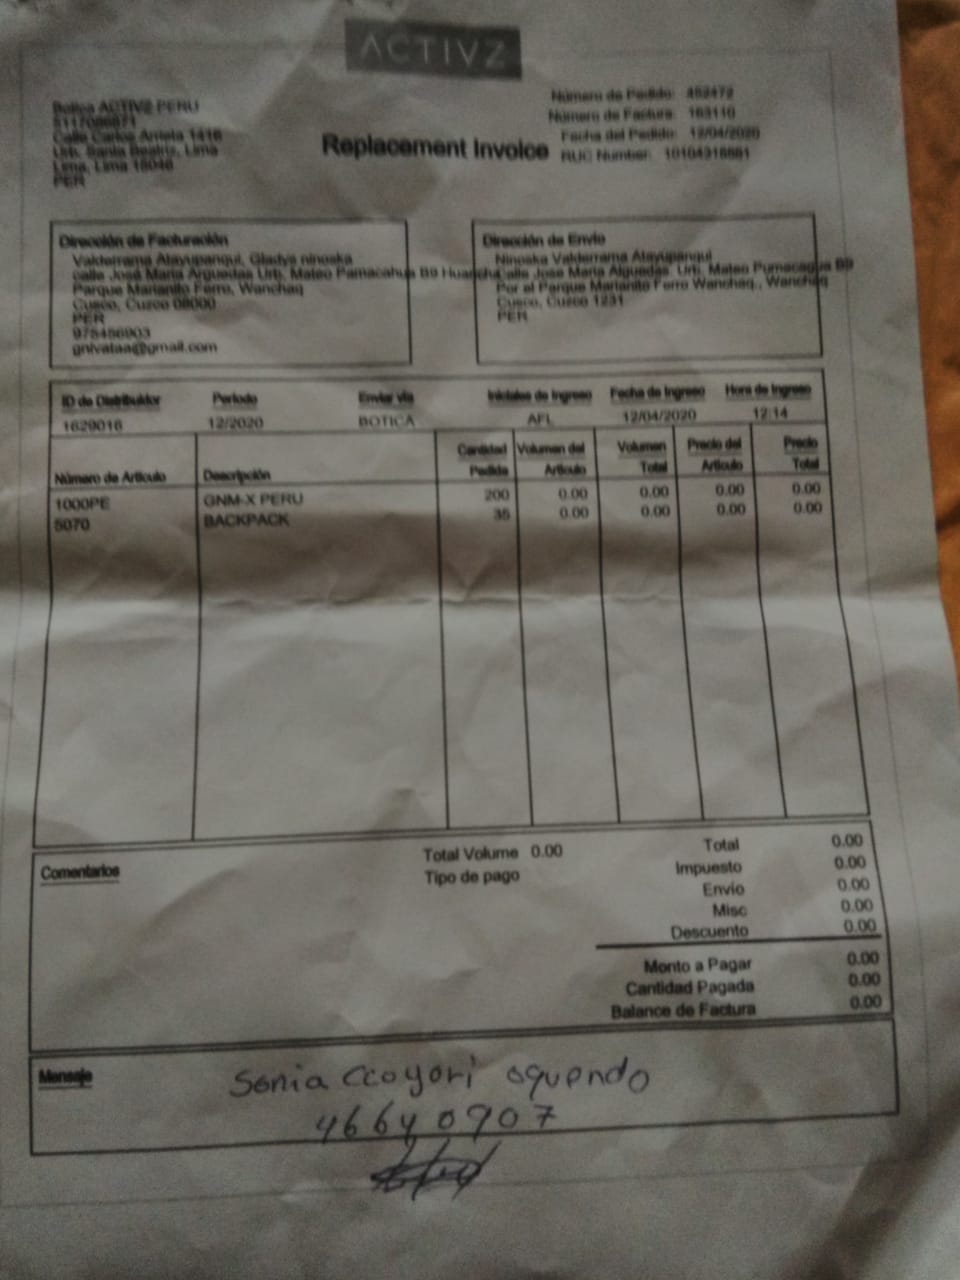 ACTIVZ
Botica ACTIVZ PERU
Calle Carlos Arrieta 1416
Urb. Santa Beatriz, Lima
Lima, Lima 15046
PER
Replacement Invoice
Número de Pedido: 452472
Número de Factura: 163110
Fecha del Pedido: 12/04/2020
RUC Number:
Dirección de Facturación
Valderrama Atayupanqui, Gladys ninoska
calle José Maria Arguedas Urb. Mateo Pumacahua B9
Parque Marianito Ferro, Wanchaq
Cusco, Cuzco 08000
PER
975456903
gnivataa@gmail.com
Dirección de Envío
Ninoska Valderrama Atayupanqui
calle Jose Maria Alguedas, Urb. Mateo Pumacagua B9
Por el Parque Marianito Ferro Wanchaq., Wanchaq
Cusco, Cuzco 1231
PER
ID de Distribuidor Periodo Enviar vía Iniciales de Ingreso Fecha de Ingreso Hora de Ingreso
1629016 12/2020 BOTICA AFL 12/04/2020 12:14
Número de Artículo Descripción Cantidad Pedida Volumen del Artículo Volumen Total Precio del Artículo Precio Total
1000PE GNM-X PERU 200 0.00 0.00 0.00 0.00
5070 BACKPACK 35 0.00 0.00 0.00 0.00
Comentarios
Total Volume 0.00
Tipo de pago
Total 0.00
Impuesto 0.00
Envío 0.00
Misc 0.00
Descuento 0.00
Monto a Pagar 0.00
Cantidad Pagada 0.00
Balance de Factura 0.00
Mensaje
Sonia Ccoyori oquendo
46640907